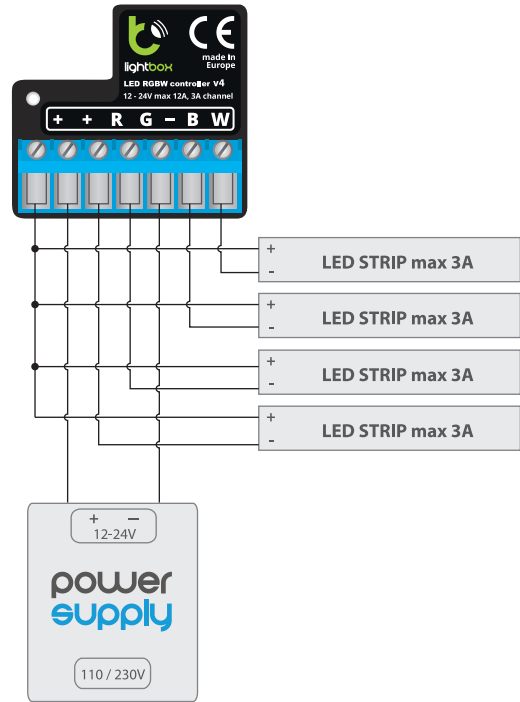 lightbox
made in
Europe
LED RGBW controller v4
12 - 24V max 12A, 3A channel
+ + R G – B W
+
LED STRIP max 3A
-
+
LED STRIP max 3A
-
+
LED STRIP max 3A
-
+
LED STRIP max 3A
-
+ –
12-24V
power
supply
110 / 230V